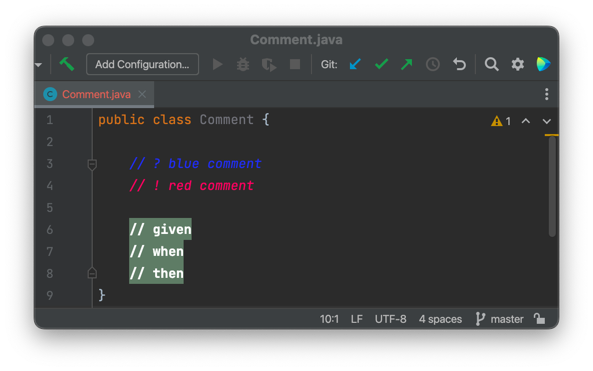 Comment.java
Add Configuration... Git:
C Comment.java
1 public class Comment { 1
2
3 // ? blue comment
4 // ! red comment
5
6 // given
7 // when
8 // then
9 }
10:1 LF UTF-8 4 spaces master